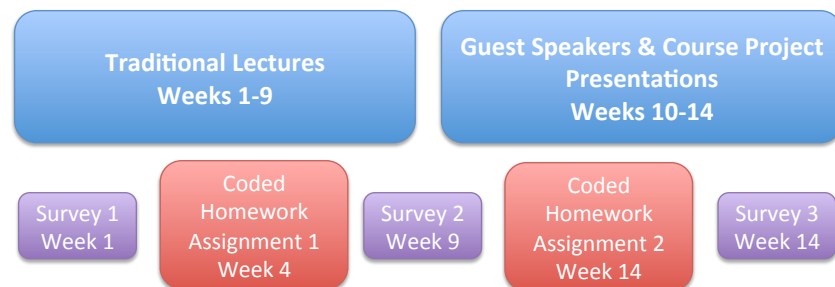 Traditional Lectures
Weeks 1-9
Guest Speakers & Course Project
Presentations
Weeks 10-14
Survey 1
Week 1
Coded
Homework
Assignment 1
Week 4
Survey 2
Week 9
Coded
Homework
Assignment 2
Week 14
Survey 3
Week 14